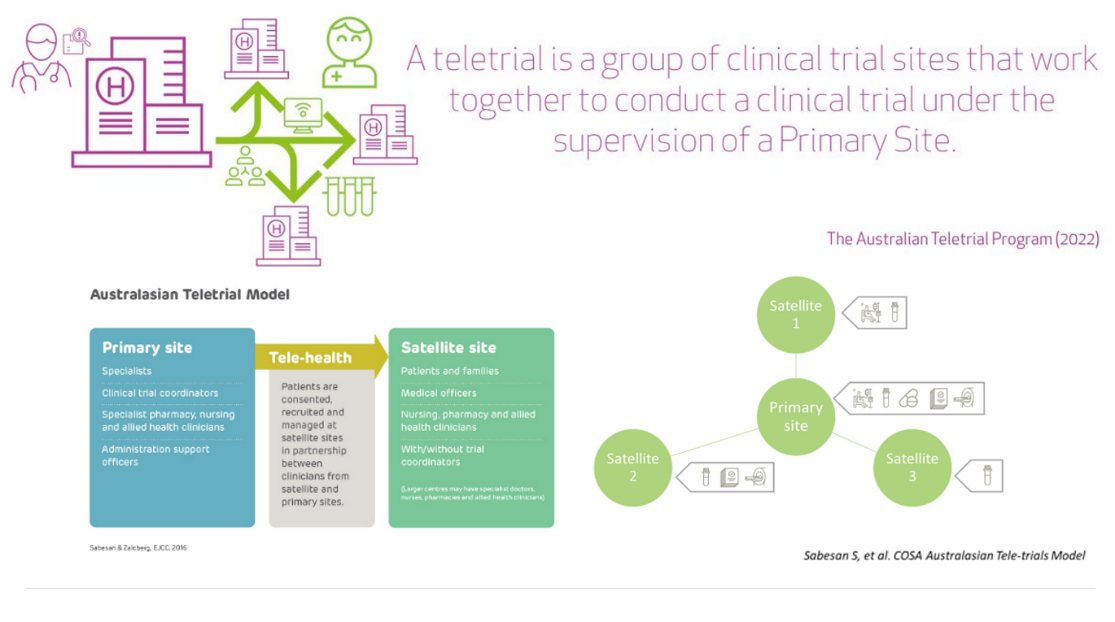 A teletrial is a group of clinical trial sites that work
together to conduct a clinical trial under the
supervision of a Primary Site.
The Australian Teletrial Program (2022)
H
H
H
H
Australasian Teletrial Model
Primary site
Specialists
Clinical trial coordinators
Specialist pharmacy, nursing
and allied health clinicians
Administration support
officers
Tele-health
Patients are
consented,
recruited and
managed at
satellite sites
in partnership
between
clinicians from
satellite and
primary sites.
Satellite site
Patients and families
Medical officers
Nursing, pharmacy and allied
health clinicians
With/without trial
coordinators
(Larger centres may have specialist doctors,
nurses, pharmacies and allied health clinicians)
Sabesan & Zalcberg, EJCC, 2016
Satellite
1
Primary
site
Satellite
2
Satellite
3
Sabesan S, et al. COSA Australasian Tele-trials Model